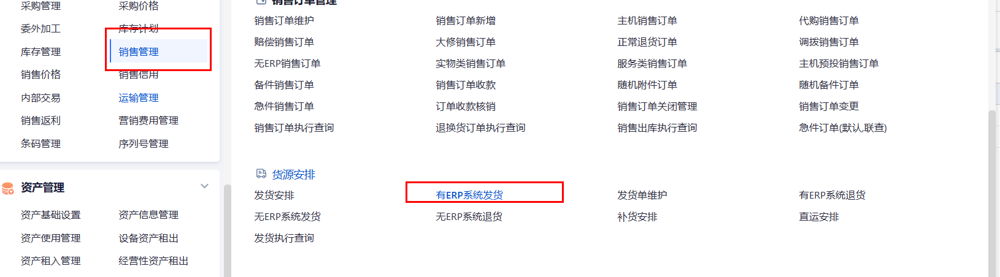 采购管理 采购价格
委外加工 库存计划
库存管理 销售管理
销售价格 销售信用
内部交易 运输管理
销售返利 营销费用管理
条码管理 序列号管理
资产管理
资产基础设置 资产信息管理
资产使用管理 设备资产租出
资产租入管理 经营性资产租出
销售订单管理
销售订单维护 销售订单新增 主机销售订单 代购销售订单
赔偿销售订单 大修销售订单 正常退货订单 调拨销售订单
无ERP销售订单 实物类销售订单 服务类销售订单 主机预投销售订单
备件销售订单 销售订单收款 随机附件订单 随机备件订单
急件销售订单 订单收款核销 销售订单关闭管理 销售订单变更
销售订单执行查询 退换货订单执行查询 销售出库执行查询 急件订单(默认,联查)
货源安排
发货安排 有ERP系统发货 发货单维护 有ERP系统退货
无ERP系统发货 无ERP系统退货 补货安排 直运安排
发货执行查询